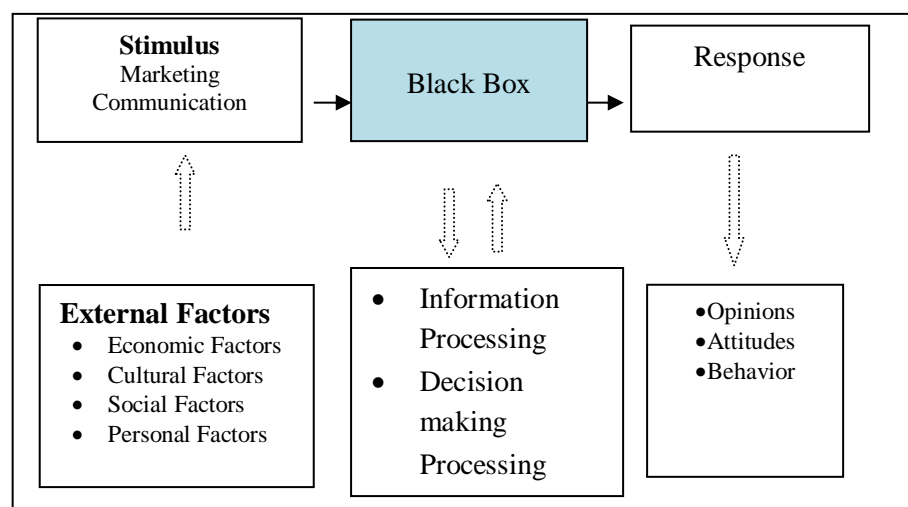 Stimulus
Marketing
Communication
Black Box
Response
External Factors
• Economic Factors
• Cultural Factors
• Social Factors
• Personal Factors
• Information
Processing
• Decision
making
Processing
•Opinions
•Attitudes
•Behavior